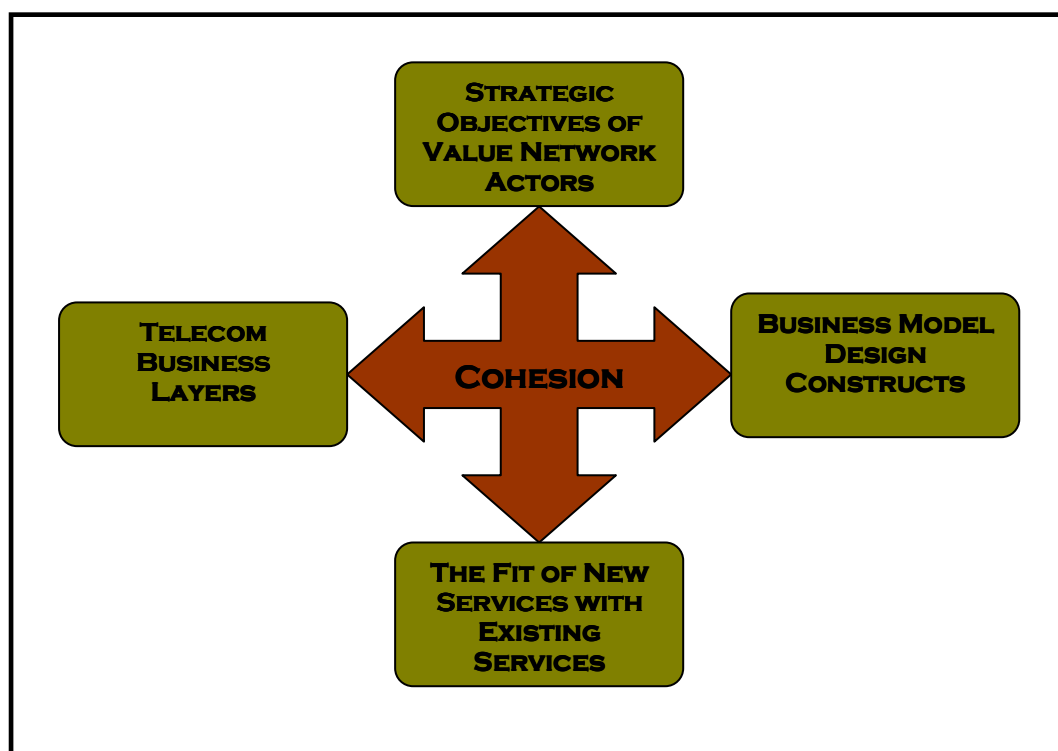 Strategic
Objectives of
Value Network
Actors
Telecom
Business
Layers
Cohesion
Business Model
Design
Constructs
The Fit of New
Services with
Existing
Services